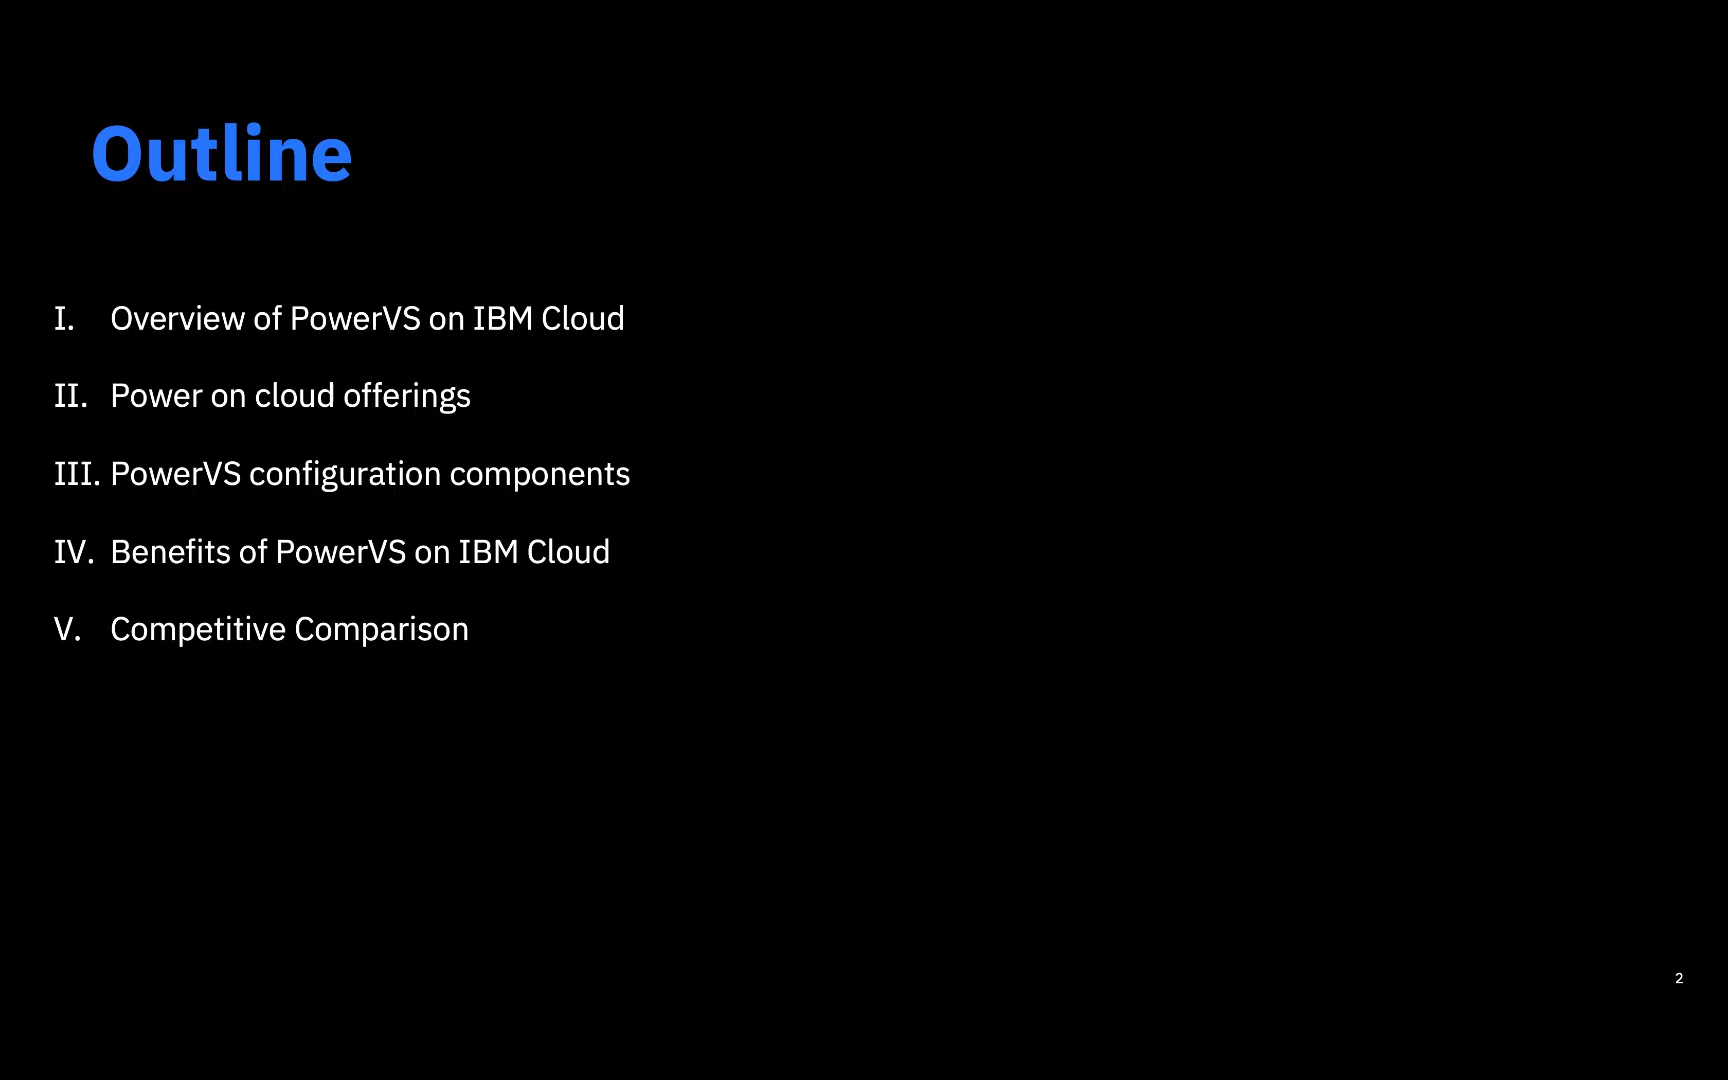 Outline
I. Overview of PowerVS on IBM Cloud
II. Power on cloud offerings
III. PowerVS configuration components
IV. Benefits of PowerVS on IBM Cloud
V. Competitive Comparison
2